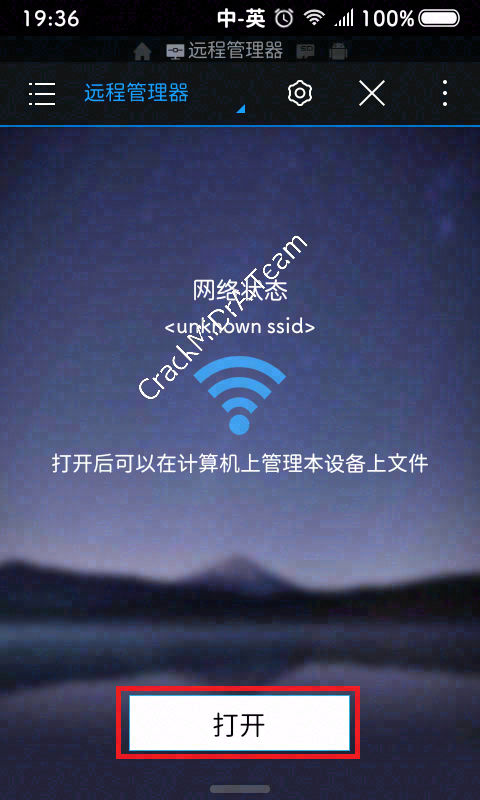 19:36 中-英 100%
远程管理器
远程管理器
网络状态
<unknown ssid>
CrackMiDrAyTeam
打开后可以在计算机上管理本设备上文件
打开